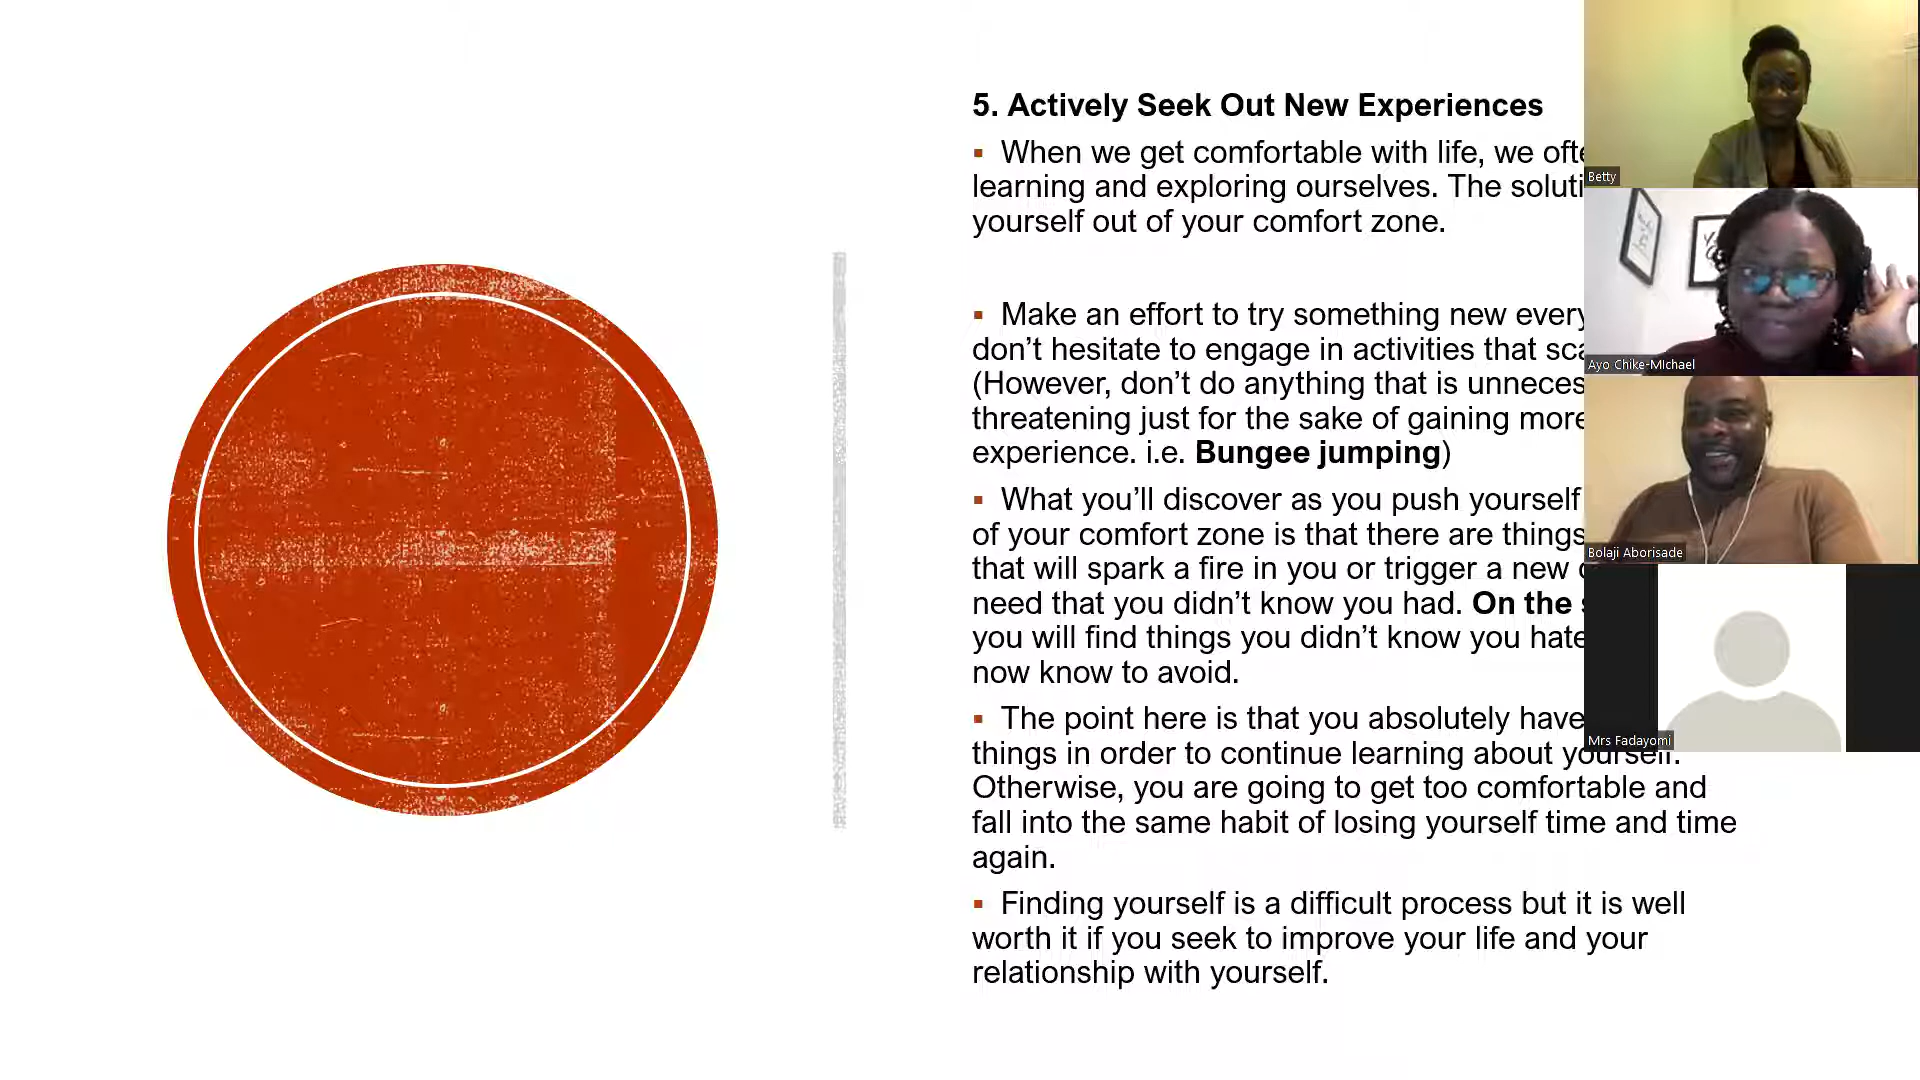 5. Actively Seek Out New Experiences
▪ When we get comfortable with life, we
learning and exploring ourselves. The
yourself out of your comfort zone.
▪ Make an effort to try something new
don’t hesitate to engage in activities that
(However, don’t do anything that is
threatening just for the sake of gaining more
experience. i.e. Bungee jumping)
▪ What you’ll discover as you push yourself
of your comfort zone is that there are things
that will spark a fire in you or trigger a new
need that you didn’t know you had. On the
you will find things you didn’t know you hate
now know to avoid.
▪ The point here is that you absolutely have
things in order to continue learning about yourself.
Otherwise, you are going to get too comfortable and
fall into the same habit of losing yourself time and time
again.
▪ Finding yourself is a difficult process but it is well
worth it if you seek to improve your life and your
relationship with yourself.
Betty
Ayo Chike-Michael
Bolaji Aborisade
Mrs Fadayomi